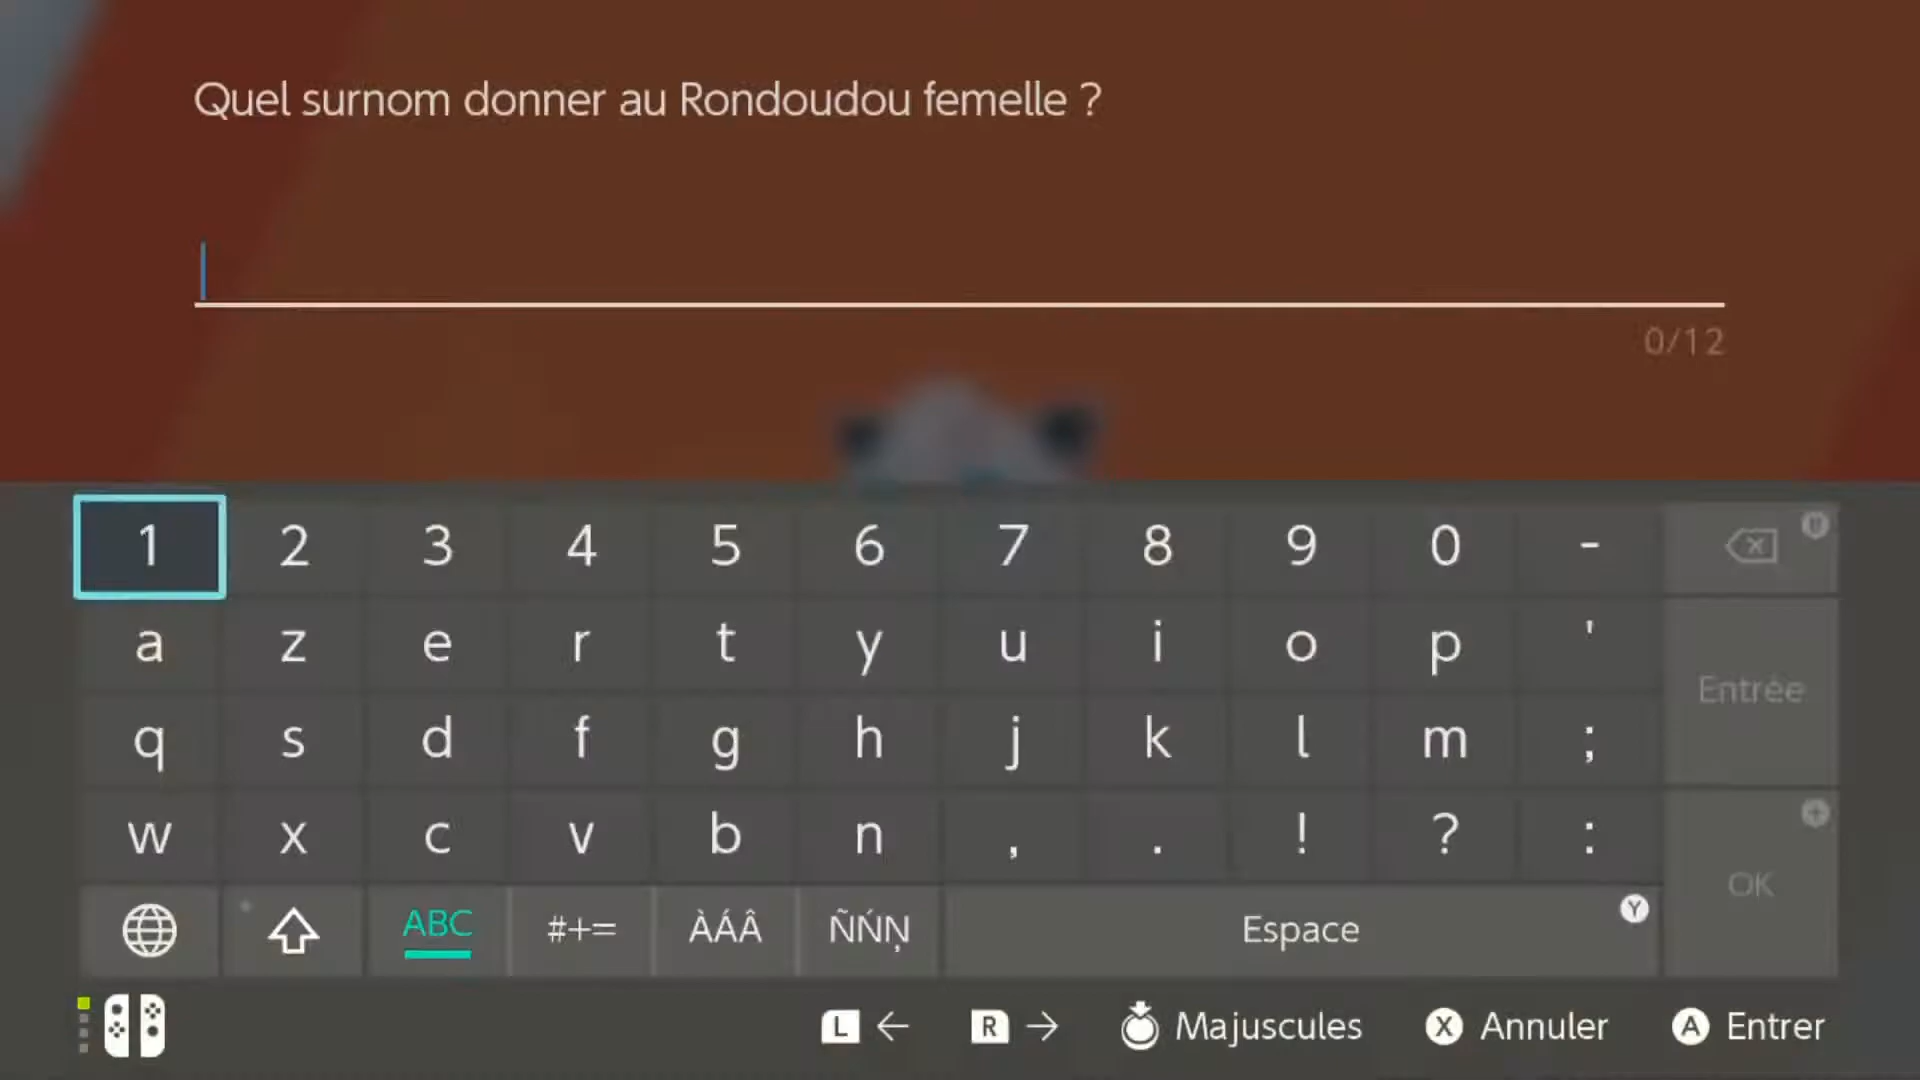 Quel surnom donner au Rondoudou femelle ?
0/12
1 2 3 4 5 6 7 8 9 0 -
a z e r t y u i o p '
Entrée
q s d f g h j k l m ;
w x c v b n , . ! ? :
OK
ABC #+= ÀÁÂ ÑŃŅ Espace Y
L ← R → Majuscules X Annuler A Entrer